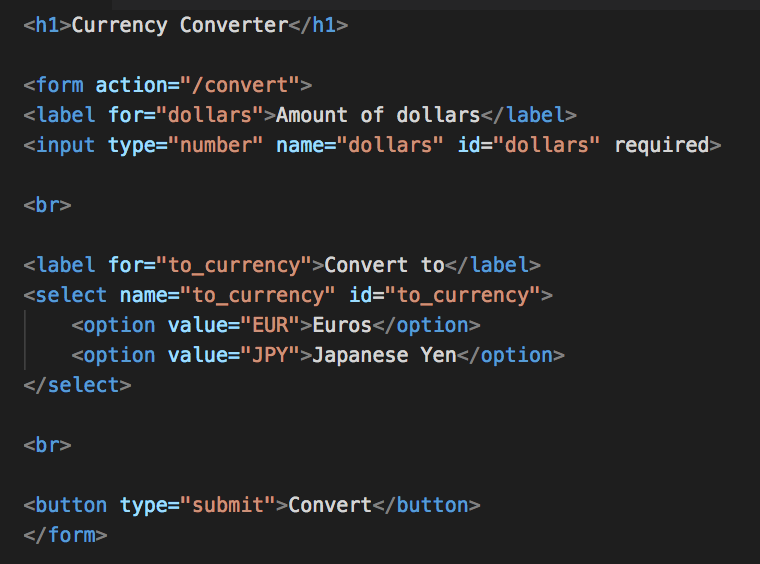 <h1>Currency Converter</h1>
<form action="/convert">
<label for="dollars">Amount of dollars</label>
<input type="number" name="dollars" id="dollars" required>
<br>
<label for="to_currency">Convert to</label>
<select name="to_currency" id="to_currency">
<option value="EUR">Euros</option>
<option value="JPY">Japanese Yen</option>
</select>
<br>
<button type="submit">Convert</button>
</form>